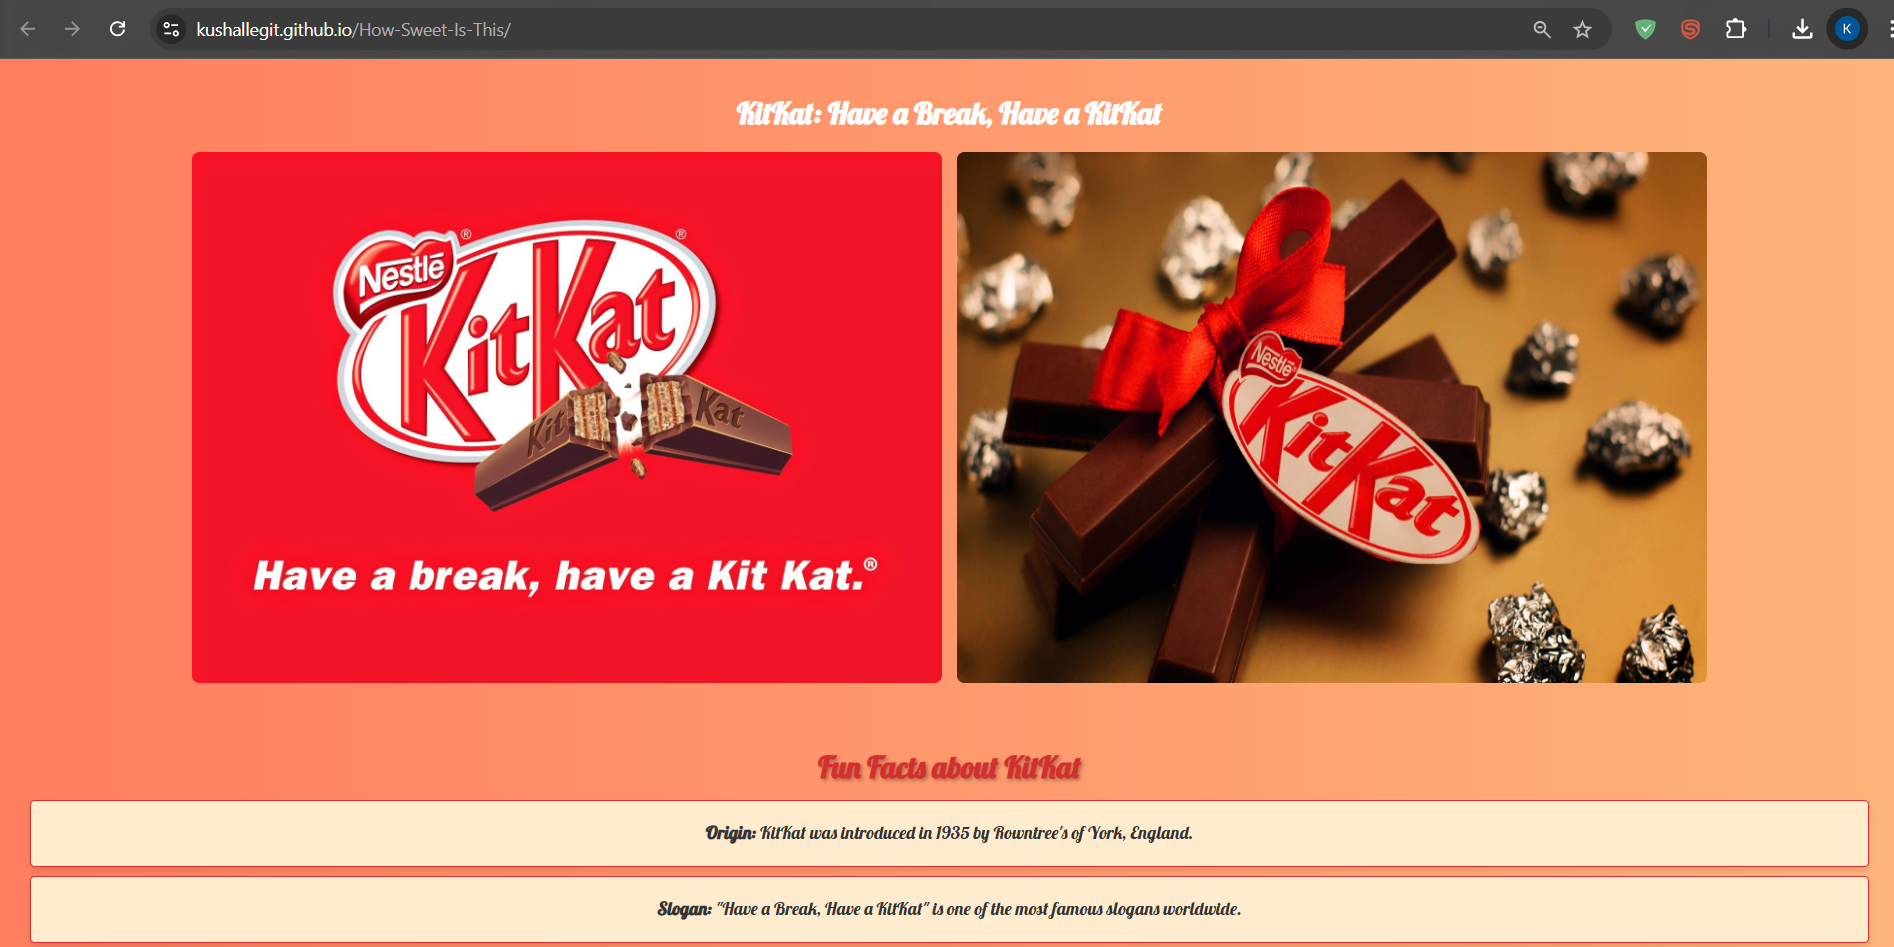 kushallegit.github.io/How-Sweet-Is-This/
K
KitKat: Have a Break, Have a KitKat
Nestlé
®
®
KitKat
Kit Kat
Have a break, have a Kit Kat.®
Nestlé
KitKat
Fun Facts about KitKat
Origin: KitKat was introduced in 1935 by Rowntree's of York, England.
Slogan: "Have a Break, Have a KitKat" is one of the most famous slogans worldwide.